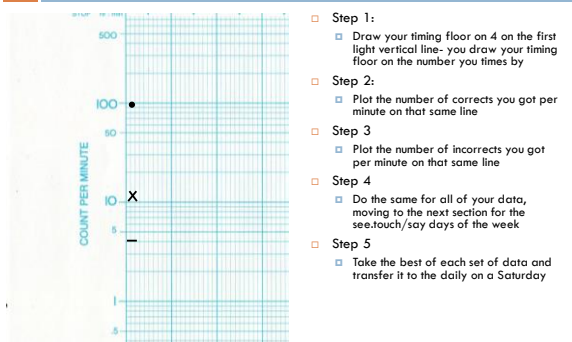 500
100
50
10
5
1
.5
COUNT PER MINUTE
Step 1:
Draw your timing floor on 4 on the first
light vertical line- you draw your timing
floor on the number you times by
Step 2:
Plot the number of corrects you got per
minute on that same line
Step 3
Plot the number of incorrects you got
per minute on that same line
Step 4
Do the same for all of your data,
moving to the next section for the
see.touch/say days of the week
Step 5
Take the best of each set of data and
transfer it to the daily on a Saturday